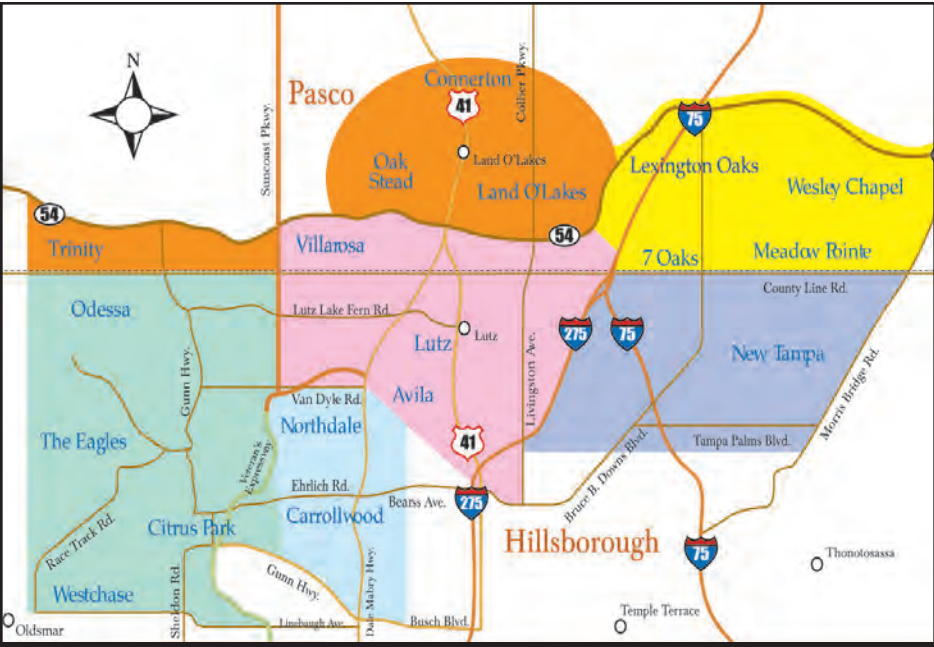 N
Pasco
Suncoast Pkwy.
Connerton
41
Collier Pkwy.
75
Land O'Lakes
Oak
Stead
Land O'Lakes
Lexington Oaks
Wesley Chapel
54
Trinity
Villarosa
54
7 Oaks
Meadow Pointe
County Line Rd.
Odessa
Lutz Lake Fern Rd.
Lutz
Lutz
275
75
New Tampa
Gunn Hwy.
Livingston Ave.
Morris Bridge Rd.
Van Dyle Rd.
Avila
Northdale
The Eagles
Veteran's
Expressway
41
Tampa Palms Blvd.
Bruce B. Downs Blvd.
Ehrlich Rd.
Bearss Ave.
275
Citrus Park
Carrollwood
Race Track Rd.
Hillsborough
75
Thonotosassa
Gunn Hwy.
Westchase
Sheldon Rd.
Dale Mabry Hwy.
Temple Terrace
Oldsmar
Linebaugh Ave.
Busch Blvd.